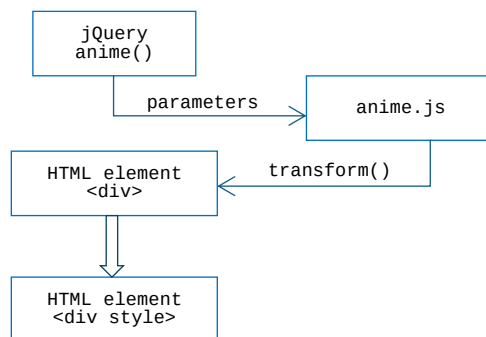 jQuery
anime()
parameters
anime.js
transform()
HTML element
<div>
HTML element
<div style>